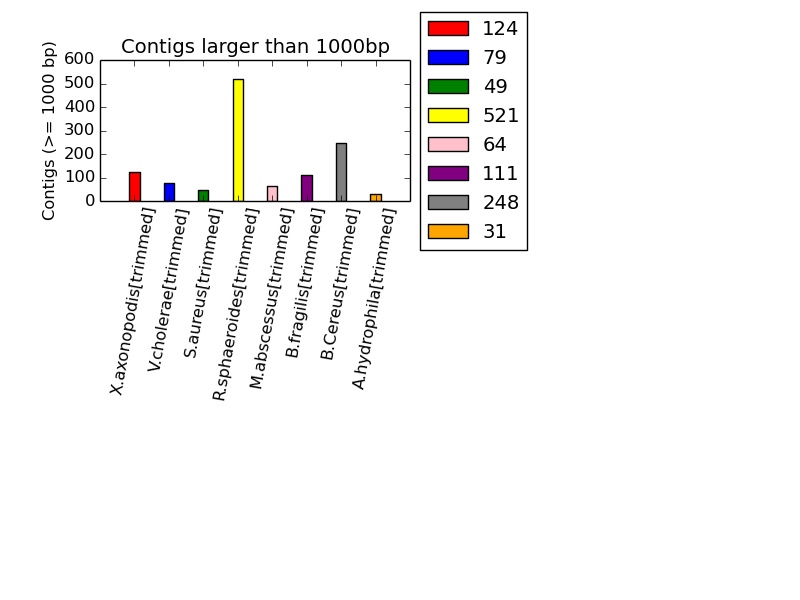 Contigs larger than 1000bp
Contigs (>= 1000 bp)
600
500
400
300
200
100
0
X.axonopodis[trimmed]
V.cholerae[trimmed]
S.aureus[trimmed]
R.sphaeroides[trimmed]
M.abscessus[trimmed]
B.fragilis[trimmed]
B.Cereus[trimmed]
A.hydrophila[trimmed]
124
79
49
521
64
111
248
31